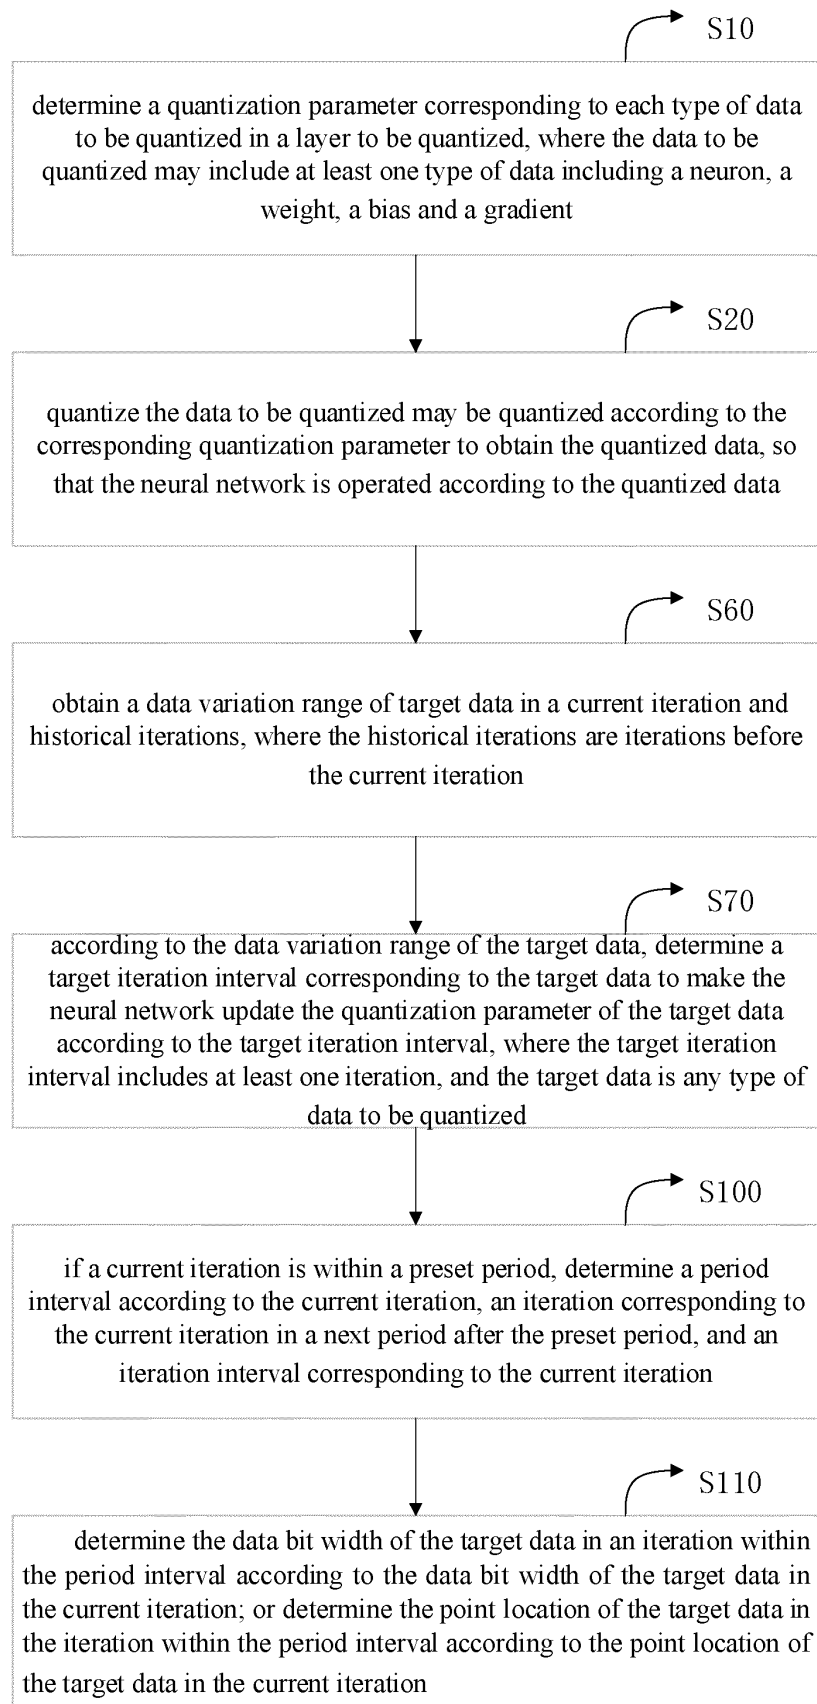 S10
determine a quantization parameter corresponding to each type of data
to be quantized in a layer to be quantized, where the data to be
quantized may include at least one type of data including a neuron, a
weight, a bias and a gradient
S20
quantize the data to be quantized may be quantized according to the
corresponding quantization parameter to obtain the quantized data, so
that the neural network is operated according to the quantized data
S60
obtain a data variation range of target data in a current iteration and
historical iterations, where the historical iterations are iterations before
the current iteration
S70
according to the data variation range of the target data, determine a
target iteration interval corresponding to the target data to make the
neural network update the quantization parameter of the target data
according to the target iteration interval, where the target iteration
interval includes at least one iteration, and the target data is any type of
data to be quantized
S100
if a current iteration is within a preset period, determine a period
interval according to the current iteration, an iteration corresponding to
the current iteration in a next period after the preset period, and an
iteration interval corresponding to the current iteration
S110
determine the data bit width of the target data in an iteration within
the period interval according to the data bit width of the target data in
the current iteration; or determine the point location of the target data in
the iteration within the period interval according to the point location of
the target data in the current iteration